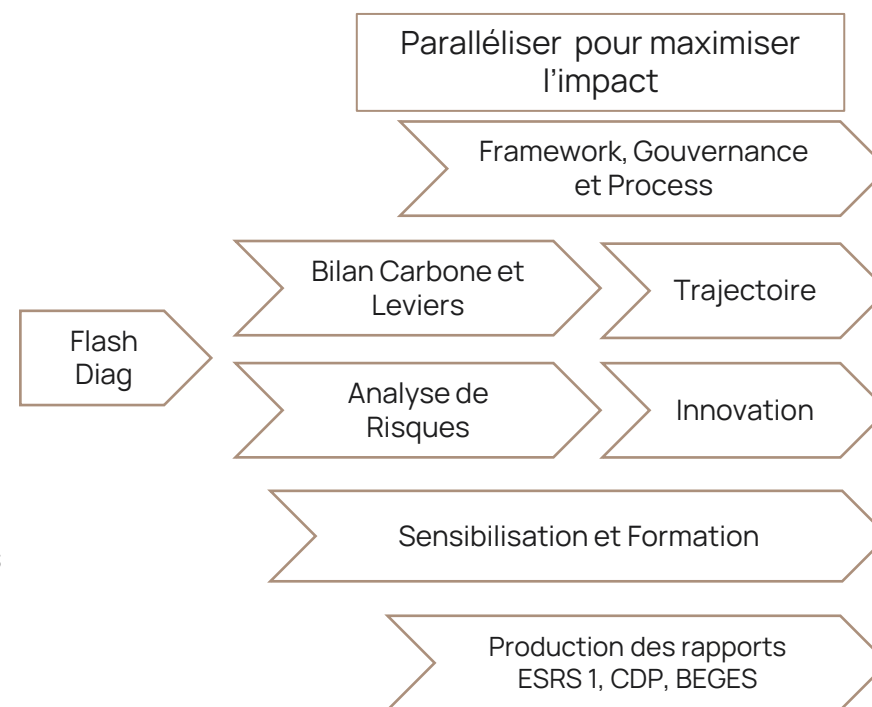 Paralléliser pour maximiser
l’impact
Framework, Gouvernance
et Process
Bilan Carbone et
Leviers
Trajectoire
Flash
Diag
Analyse de
Risques
Innovation
Sensibilisation et Formation
Production des rapports
ESRS 1, CDP, BEGES